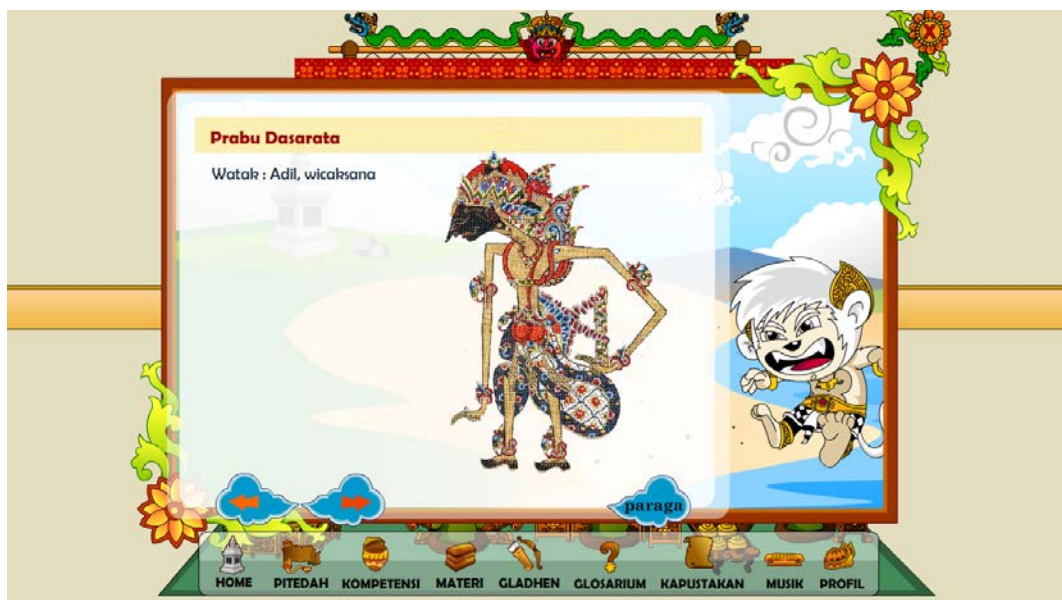 X
Prabu Dasarata
Watak : Adil, wicaksana
paraga
HOME PITEDAH KOMPETENSI MATERI GLADHEN GLOSARIUM KAPUSTAKAN MUSIK PROFIL